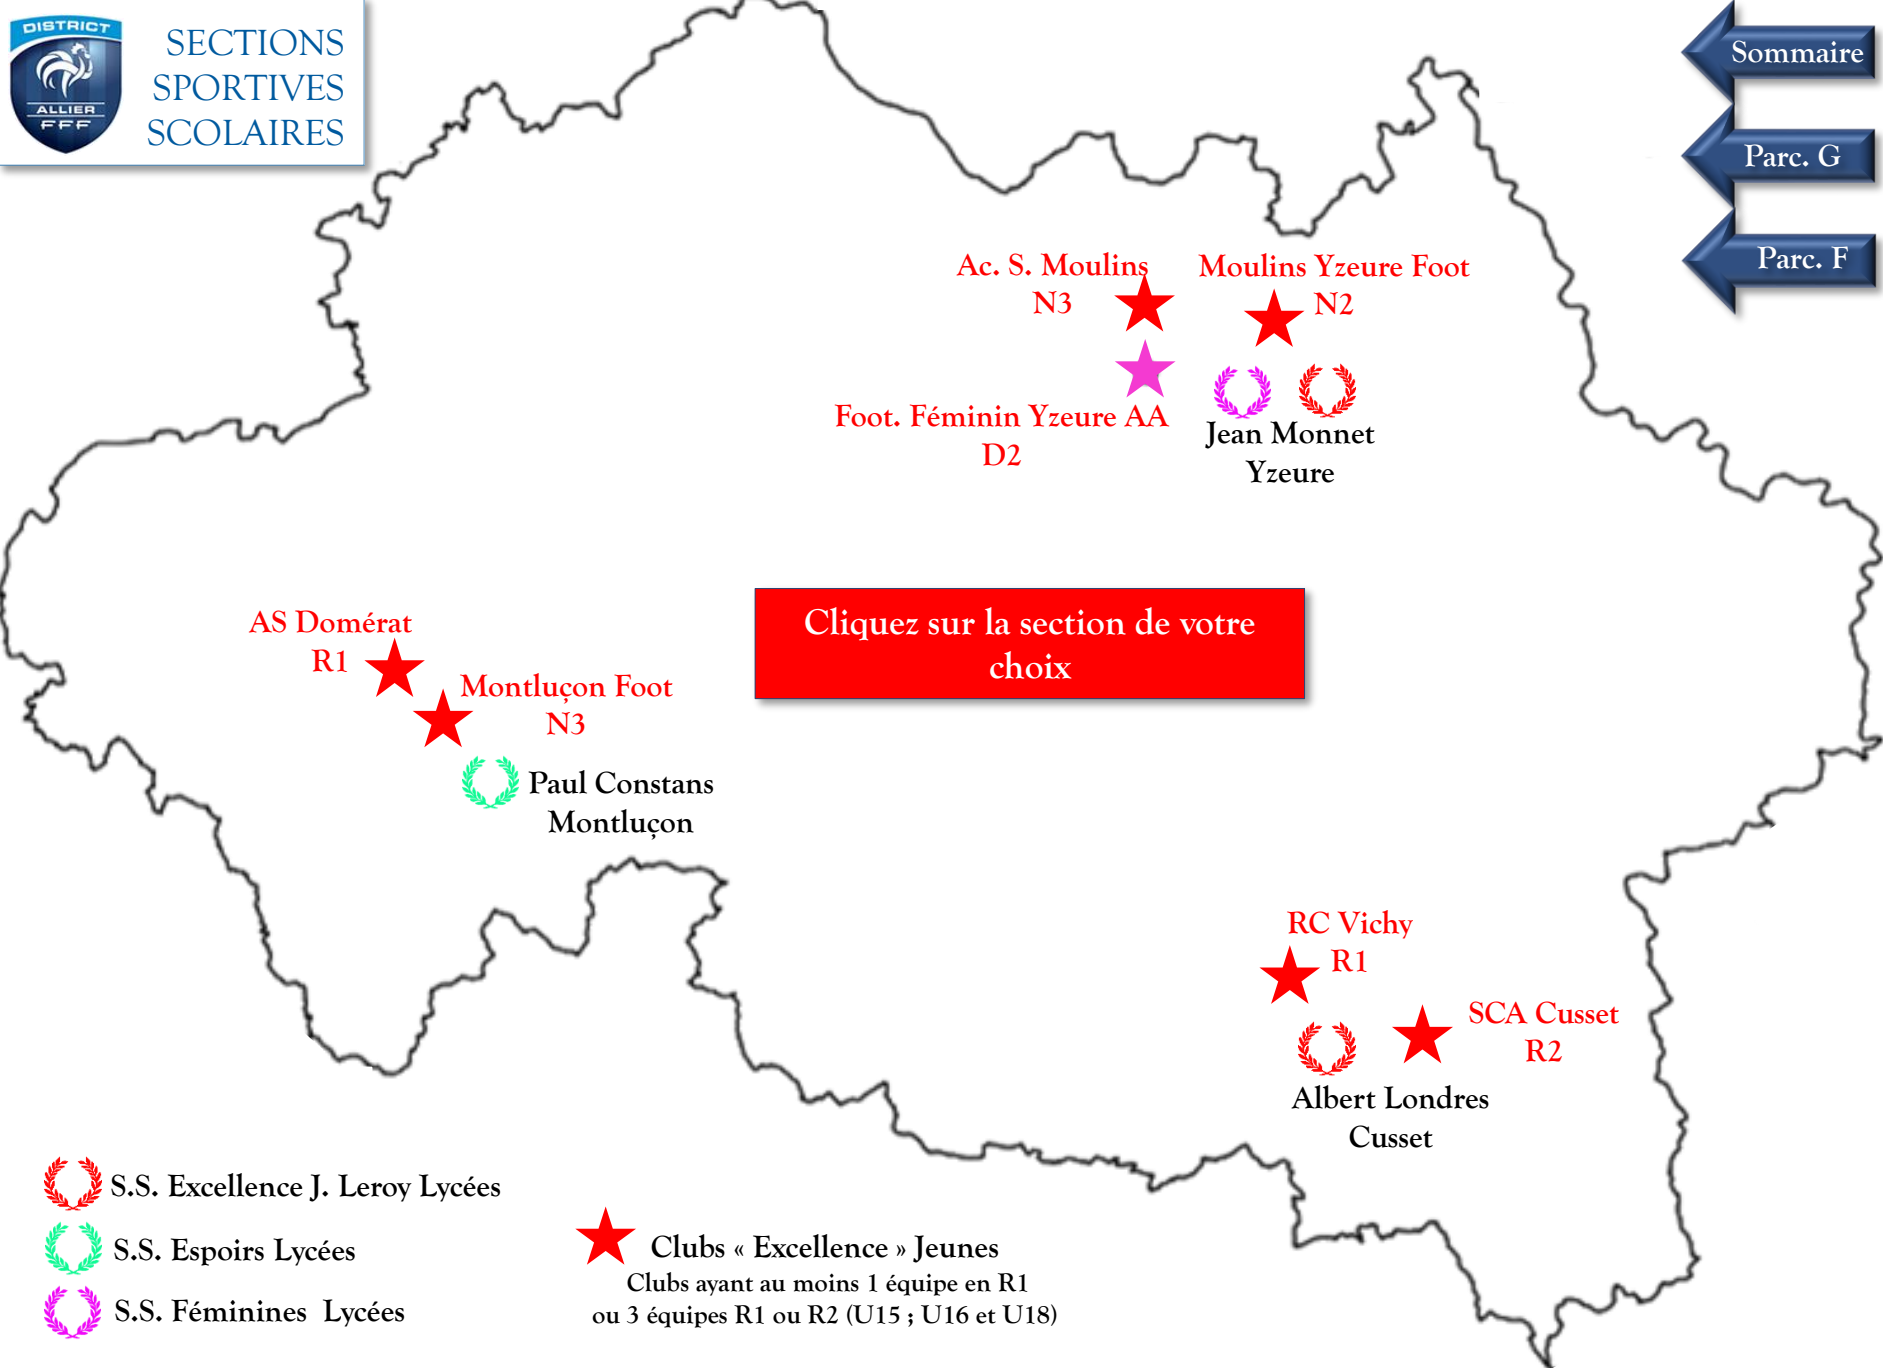 DISTRICT
ALLIER
FFF
SECTIONS
SPORTIVES
SCOLAIRES
Sommaire
Parc. G
Parc. F
Ac. S. Moulins
N3
Moulins Yzeure Foot
N2
Foot. Féminin Yzeure AA
D2
Jean Monnet
Yzeure
Cliquez sur la section de votre
choix
AS Domérat
R1
Montluçon Foot
N3
Paul Constans
Montluçon
RC Vichy
R1
SCA Cusset
R2
Albert Londres
Cusset
S.S. Excellence J. Leroy Lycées
S.S. Espoirs Lycées
S.S. Féminines Lycées
Clubs « Excellence » Jeunes
Clubs ayant au moins 1 équipe en R1
ou 3 équipes R1 ou R2 (U15 ; U16 et U18)